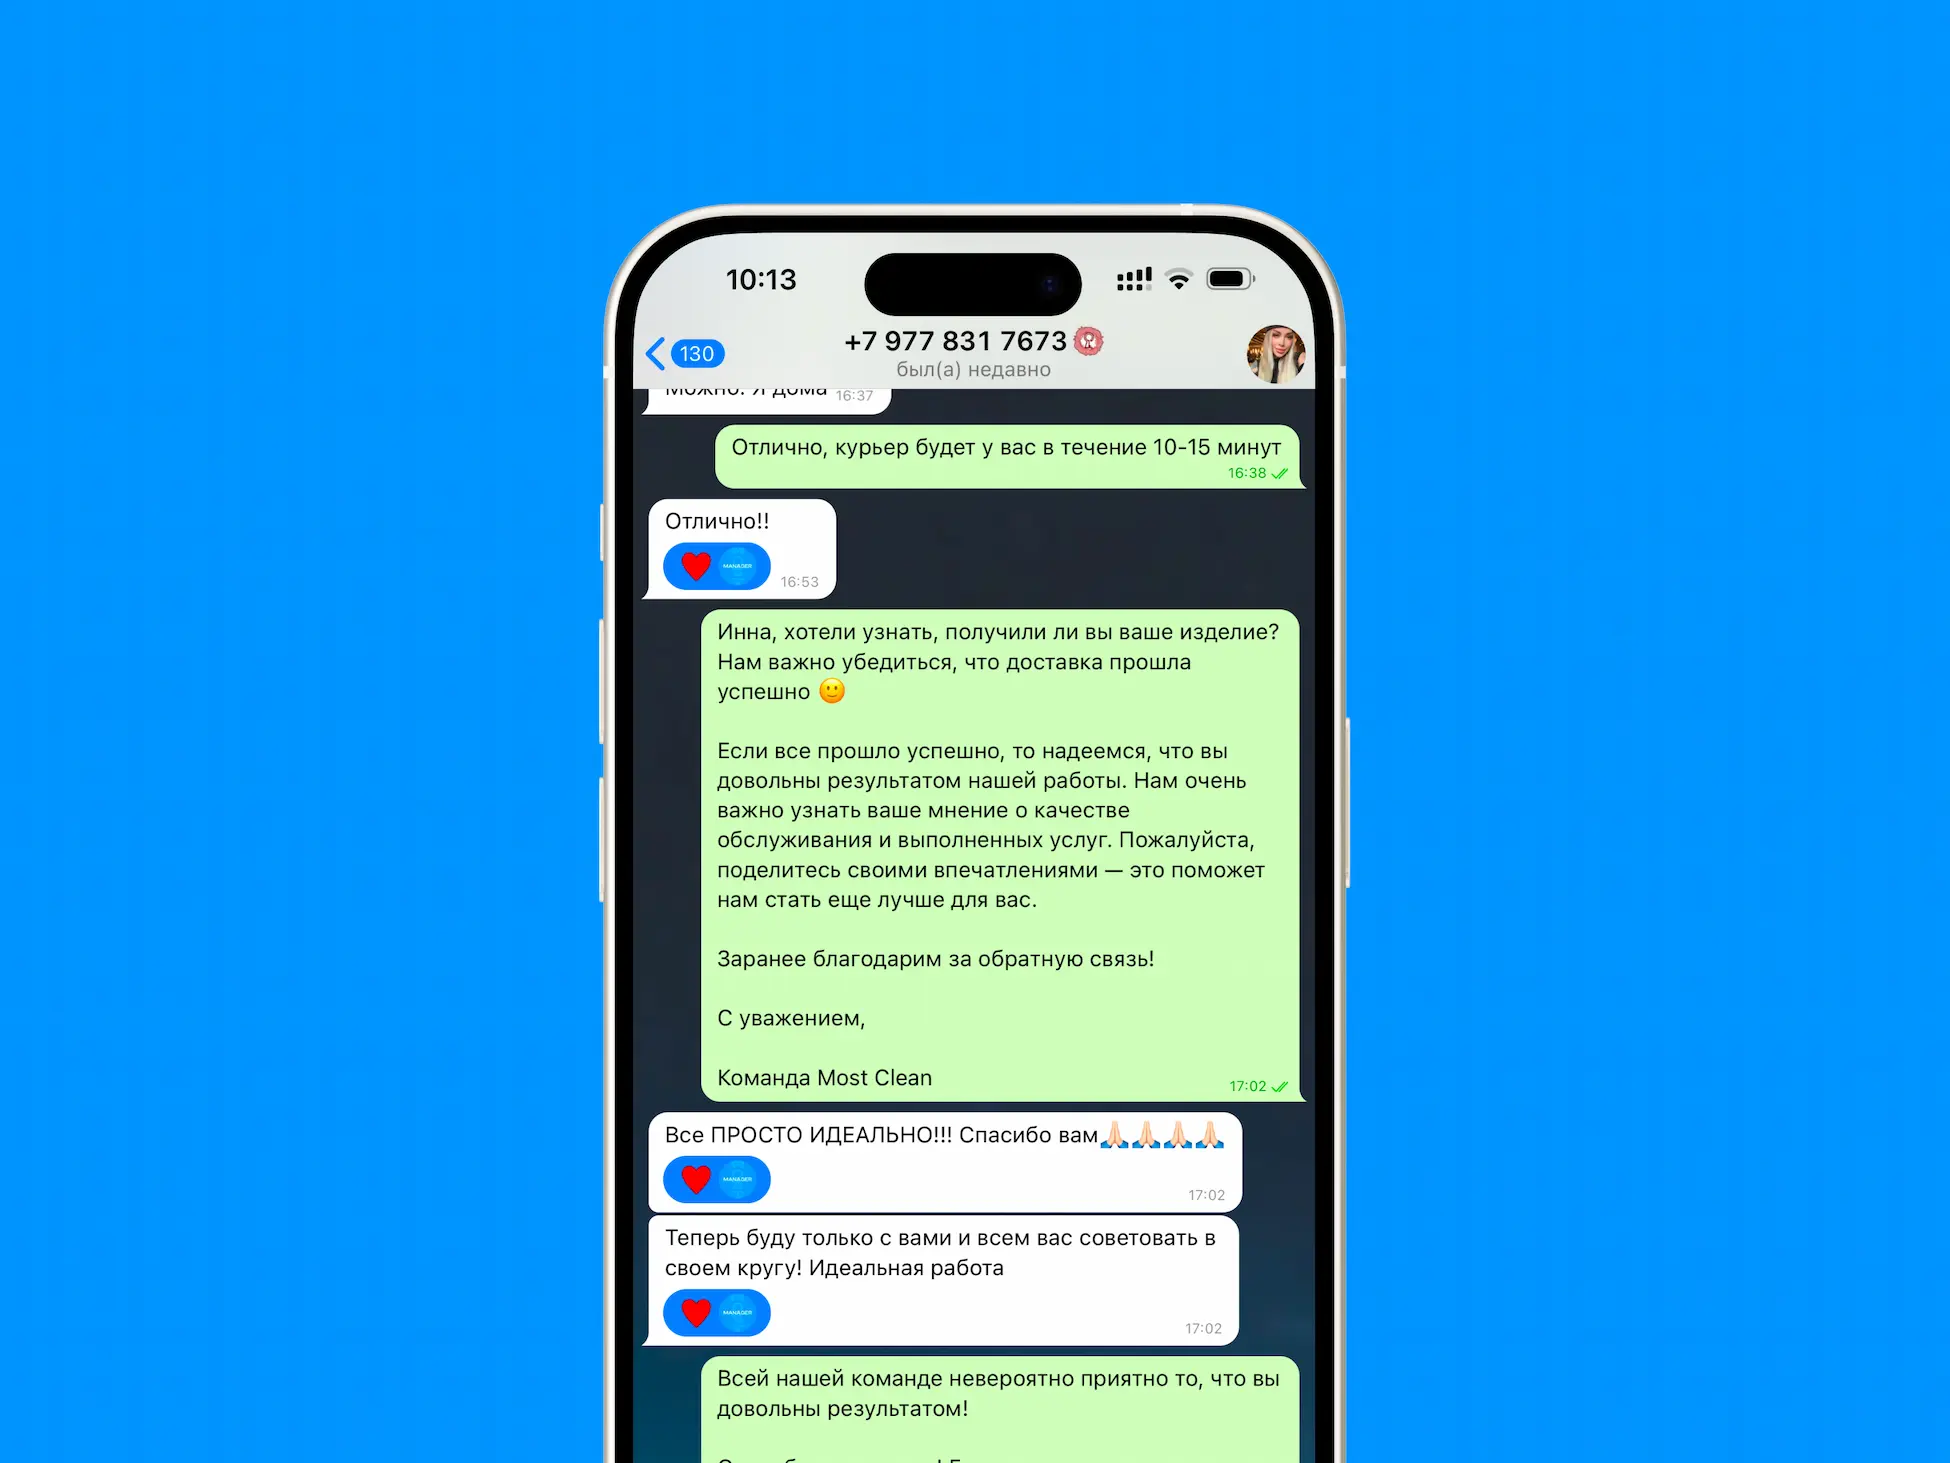 10:13
130
+7 977 831 7673
был(а) недавно
Можно. Я дома 16:37
Отлично, курьер будет у вас в течение 10-15 минут
16:38
Отлично!!
MANAGER
16:53
Инна, хотели узнать, получили ли вы ваше изделие?
Нам важно убедиться, что доставка прошла
успешно 🙂
Если все прошло успешно, то надеемся, что вы
довольны результатом нашей работы. Нам очень
важно узнать ваше мнение о качестве
обслуживания и выполненных услуг. Пожалуйста,
поделитесь своими впечатлениями — это поможет
нам стать еще лучше для вас.
Заранее благодарим за обратную связь!
С уважением,
Команда Most Clean
17:02
Все ПРОСТО ИДЕАЛЬНО!!! Спасибо вам🙏🏻🙏🏻🙏🏻🙏🏻
MANAGER
17:02
Теперь буду только с вами и всем вас советовать в
своем кругу! Идеальная работа
MANAGER
17:02
Всей нашей команде невероятно приятно то, что вы
довольны результатом!